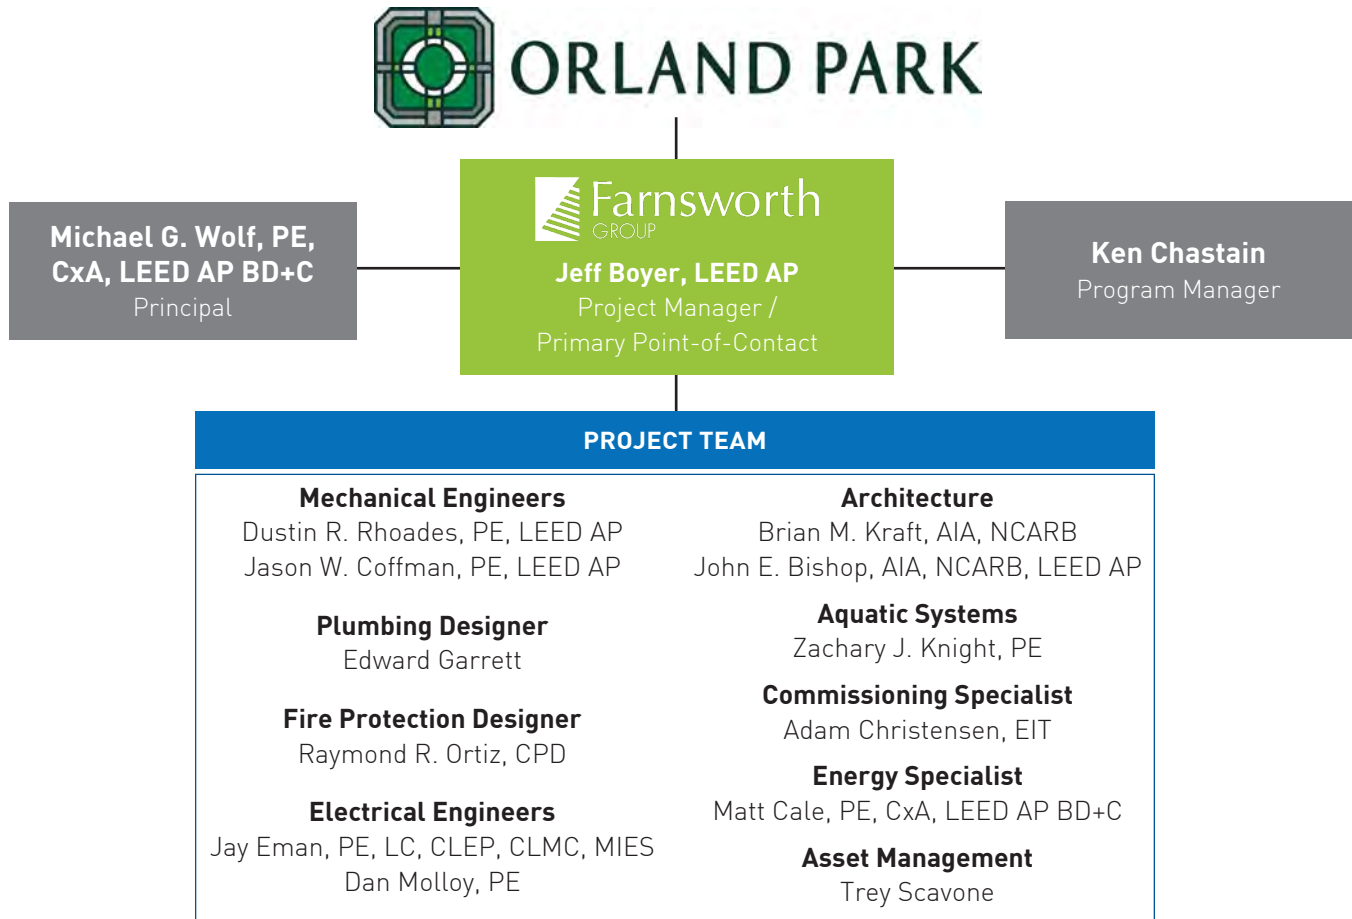 ORLAND PARK
Farnsworth
GROUP
Jeff Boyer, LEED AP
Project Manager /
Primary Point-of-Contact
Michael G. Wolf, PE,
CxA, LEED AP BD+C
Principal
Ken Chastain
Program Manager
PROJECT TEAM
Mechanical Engineers
Dustin R. Rhoades, PE, LEED AP
Jason W. Coffman, PE, LEED AP
Plumbing Designer
Edward Garrett
Fire Protection Designer
Raymond R. Ortiz, CPD
Electrical Engineers
Jay Eman, PE, LC, CLEP, CLMC, MIES
Dan Molloy, PE
Architecture
Brian M. Kraft, AIA, NCARB
John E. Bishop, AIA, NCARB, LEED AP
Aquatic Systems
Zachary J. Knight, PE
Commissioning Specialist
Adam Christensen, EIT
Energy Specialist
Matt Cale, PE, CxA, LEED AP BD+C
Asset Management
Trey Scavone